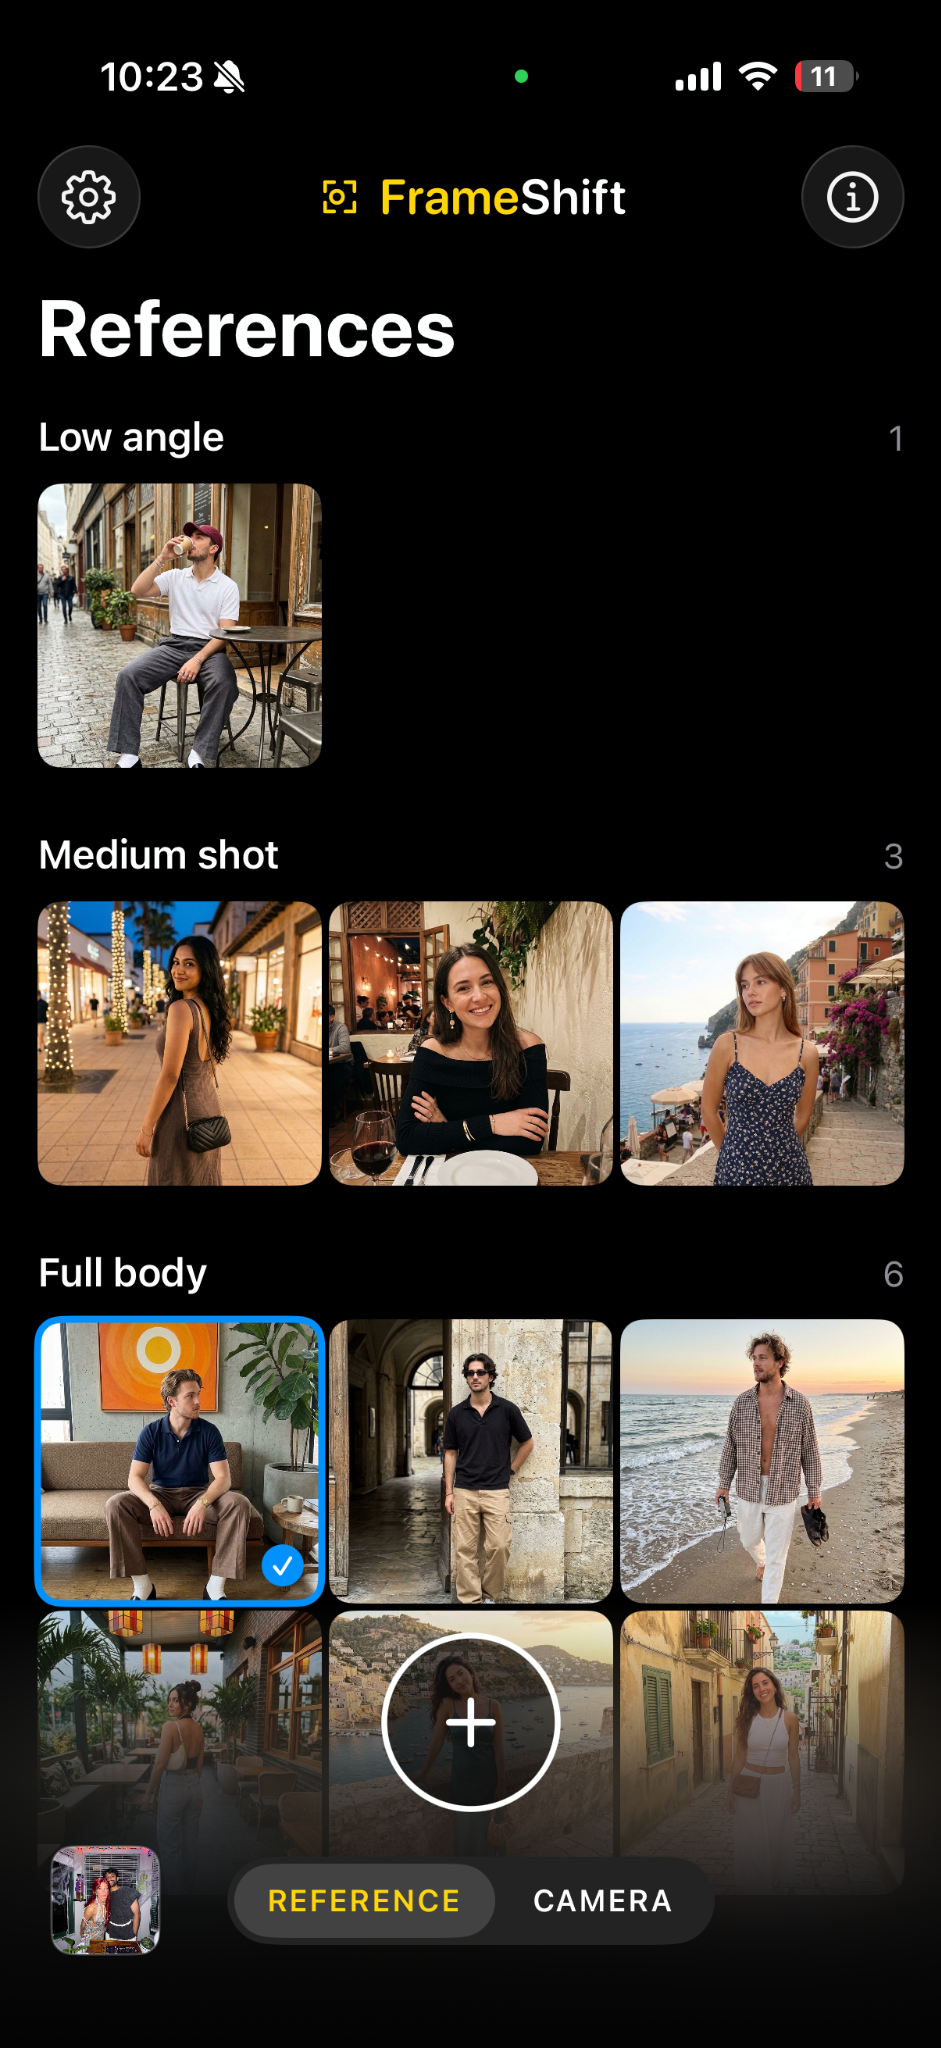 10:23
11
FrameShift
References
Low angle
1
Medium shot
3
Full body
6
REFERENCE
CAMERA